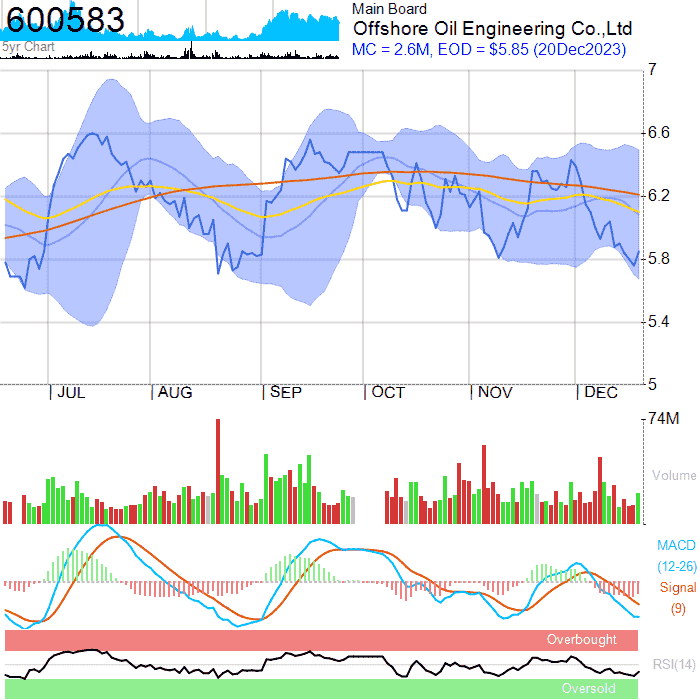 600583
5yr Chart
Main Board
Offshore Oil Engineering Co.,Ltd
MC = 2.6M, EOD = $5.85 (20Dec2023)
7
6.6
6.2
5.8
5.4
5
JUL AUG SEP OCT NOV DEC
74M
Volume
MACD
(12-26)
Signal
(9)
Overbought
RSI(14)
Oversold